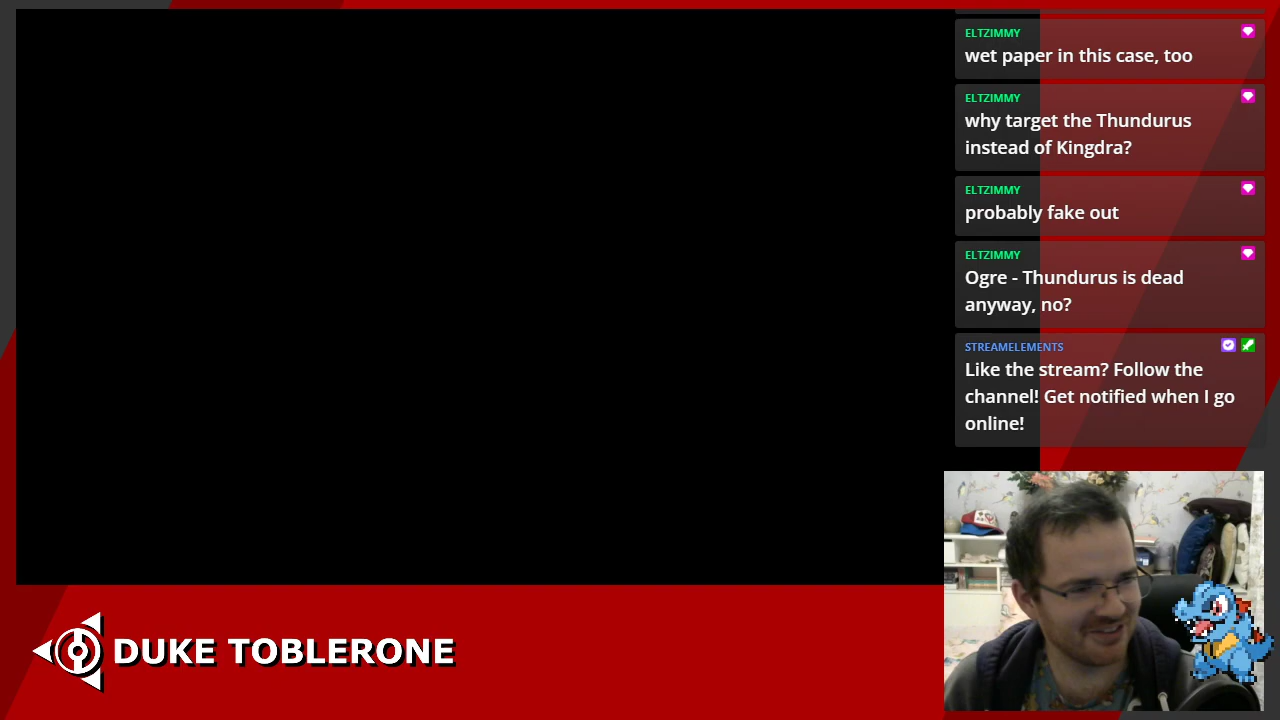 ELTZIMMY
wet paper in this case, too
ELTZIMMY
why target the Thundurus
instead of Kingdra?
ELTZIMMY
probably fake out
ELTZIMMY
Ogre - Thundurus is dead
anyway, no?
STREAMELEMENTS
Like the stream? Follow the
channel! Get notified when I go
online!
DUKE TOBLERONE